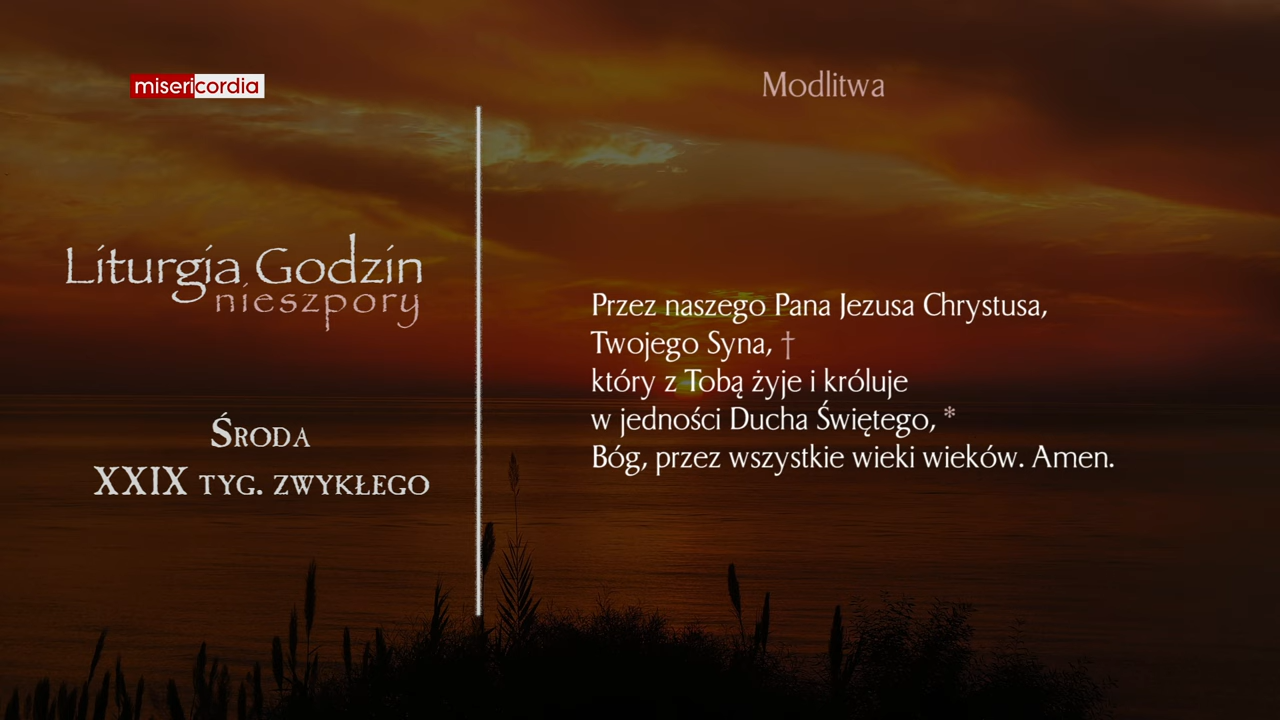 misericordia
Modlitwa
Liturgia Godzin
nieszpory
Środa
XXIX tyg. zwykłego
Przez naszego Pana Jezusa Chrystusa,
Twojego Syna, †
który z Tobą żyje i króluje
w jedności Ducha Świętego, *
Bóg, przez wszystkie wieki wieków. Amen.